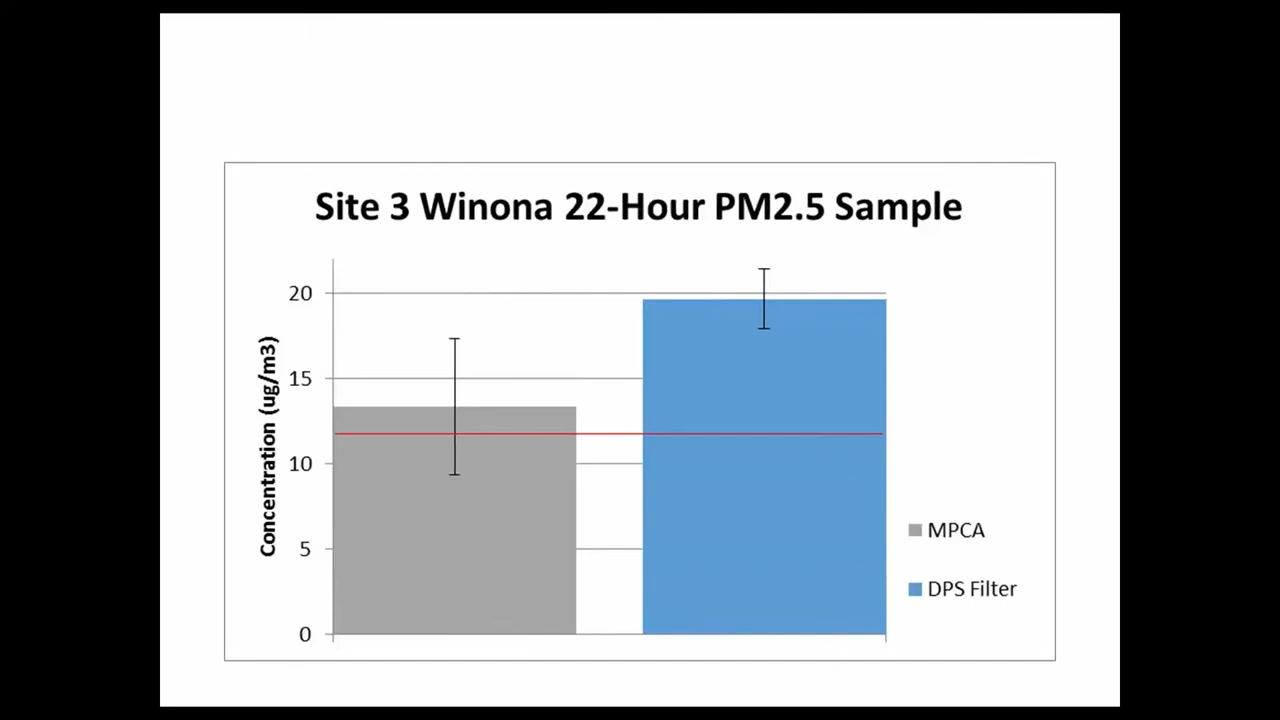 Site 3 Winona 22-Hour PM2.5 Sample
Concentration (ug/m3)
20
15
10
5
0
MPCA
DPS Filter